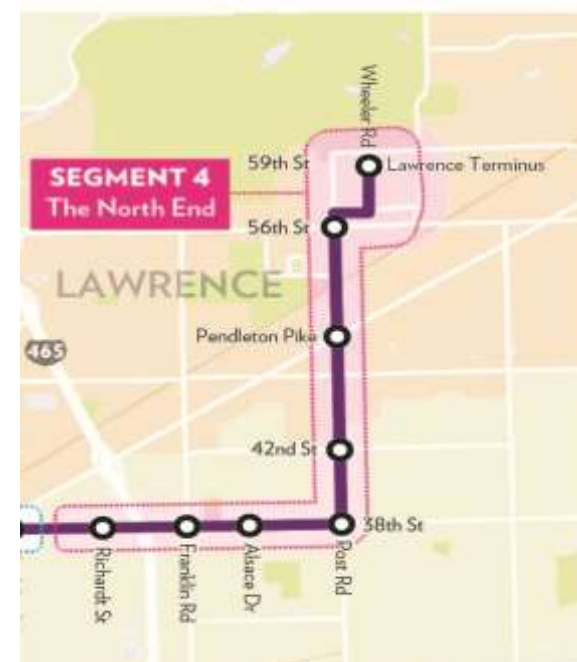 Wheeler Rd
59th St
Lawrence Terminus
SEGMENT 4
The North End
56th St
LAWRENCE
Pendleton Pike
465
42nd St
38th St
Richardt St
Franklin Rd
Alsace Dr
Post Rd